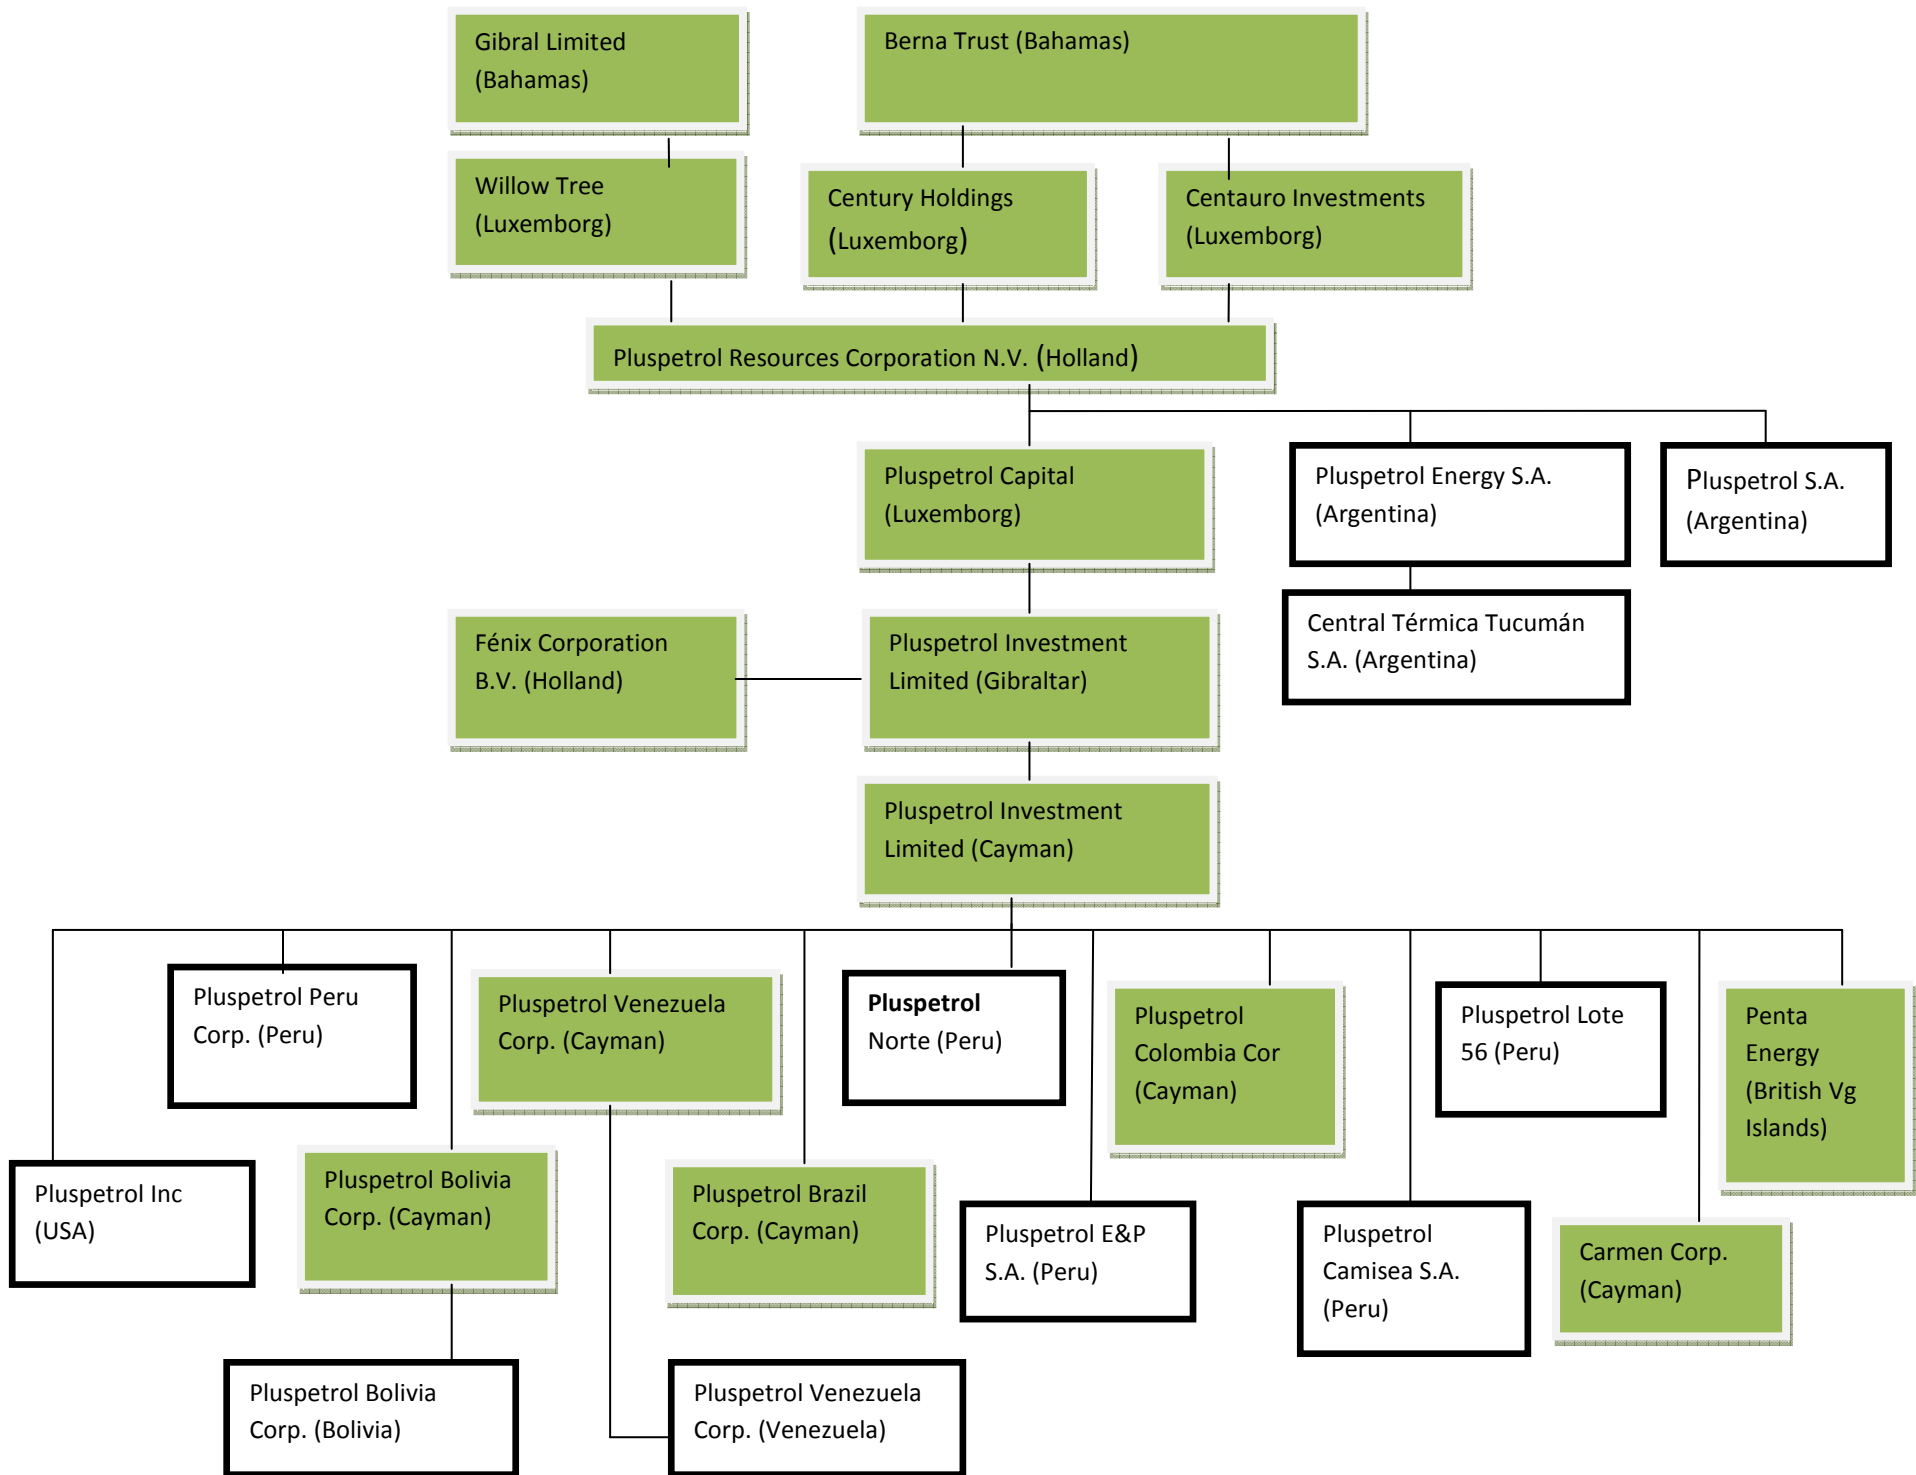 Gibral Limited
(Bahamas)
Berna Trust (Bahamas)
Willow Tree
(Luxemborg)
Century Holdings
(Luxemborg)
Centauro Investments
(Luxemborg)
Pluspetrol Resources Corporation N.V. (Holland)
Pluspetrol Capital
(Luxemborg)
Pluspetrol Energy S.A.
(Argentina)
Pluspetrol S.A.
(Argentina)
Central Térmica Tucumán
S.A. (Argentina)
Fénix Corporation
B.V. (Holland)
Pluspetrol Investment
Limited (Gibraltar)
Pluspetrol Investment
Limited (Cayman)
Pluspetrol Peru
Corp. (Peru)
Pluspetrol Venezuela
Corp. (Cayman)
Pluspetrol
Norte (Peru)
Pluspetrol
Colombia Cor
(Cayman)
Pluspetrol Lote
56 (Peru)
Penta
Energy
(British Vg
Islands)
Pluspetrol Inc
(USA)
Pluspetrol Bolivia
Corp. (Cayman)
Pluspetrol Brazil
Corp. (Cayman)
Pluspetrol E&P
S.A. (Peru)
Pluspetrol
Camisea S.A.
(Peru)
Carmen Corp.
(Cayman)
Pluspetrol Bolivia
Corp. (Bolivia)
Pluspetrol Venezuela
Corp. (Venezuela)